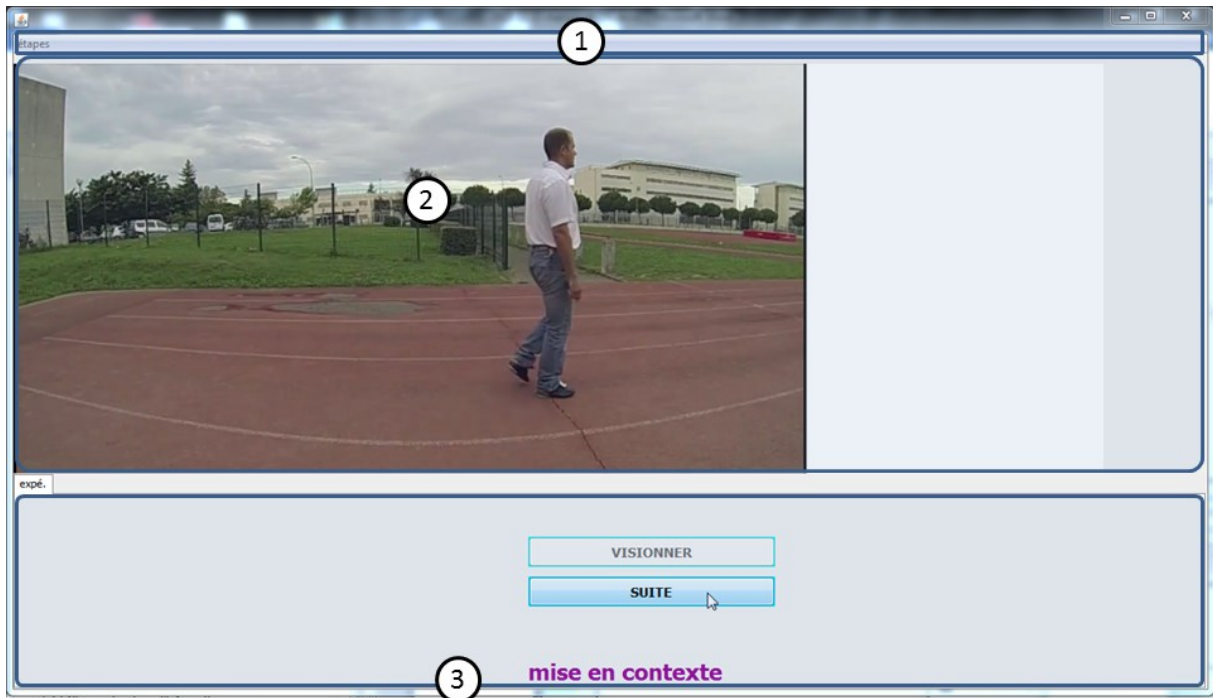 1
étapes
2
expé.
VISIONNER
SUITE
mise en contexte
3